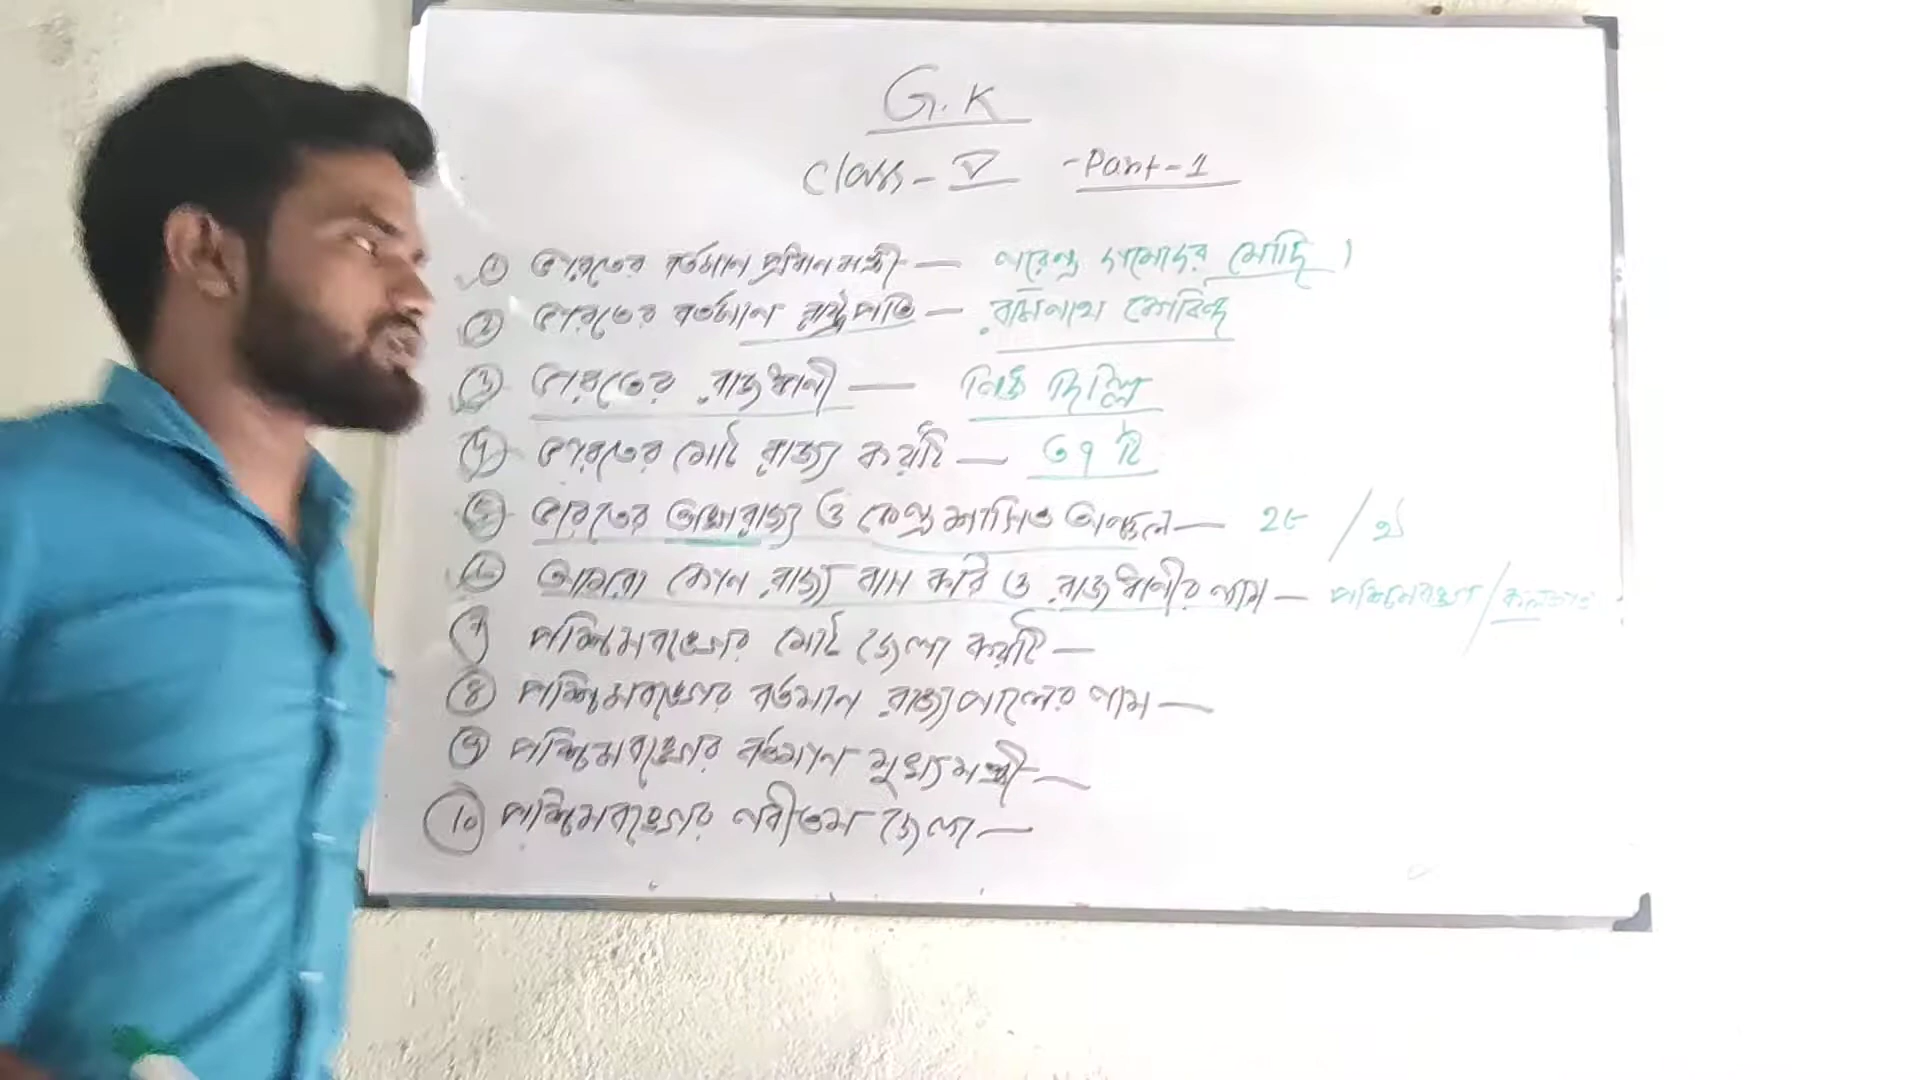 G.K
Class - V - Part - 1
① ভারতের বর্তমান প্রধানমন্ত্রী — নরেন্দ্র দামোদর মোদি।
② ভারতের বর্তমান রাষ্ট্রপতি — রামনাথ কোবিন্দ
③ ভারতের রাজধানী — দিল্লি
④ ভারতের মোট রাজ্য কয়টি — ৩৭ টি
⑤ ভারতের অঙ্গরাজ্য ও কেন্দ্রশাসিত অঞ্চল — ২৮ / ৯
⑥ আমরা কোন রাজ্যে বাস করি ও রাজধানীর নাম — পশ্চিমবঙ্গ / কলকাতা
⑦ পশ্চিমবঙ্গের মোট জেলা কয়টি —
⑧ পশ্চিমবঙ্গের বর্তমান রাজ্যপালের নাম —
⑨ পশ্চিমবঙ্গের বর্তমান মুখ্যমন্ত্রী —
⑩ পশ্চিমবঙ্গের নবীতম জেলা —